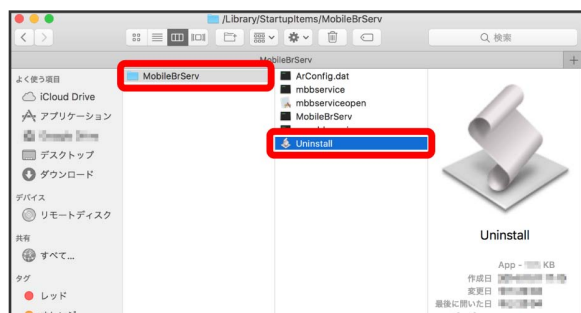 /Library/StartupItems/MobileBrServ
検索
MobileBrServ
よく使う項目
iCloud Drive
アプリケーション
デスクトップ
ダウンロード
デバイス
リモートディスク
共有
すべて...
タグ
レッド
MobileBrServ
ArConfig.dat
mbbservice
mbbserviceopen
MobileBrServ
Uninstall
Uninstall
App - KB
作成日
変更日
最後に開いた日